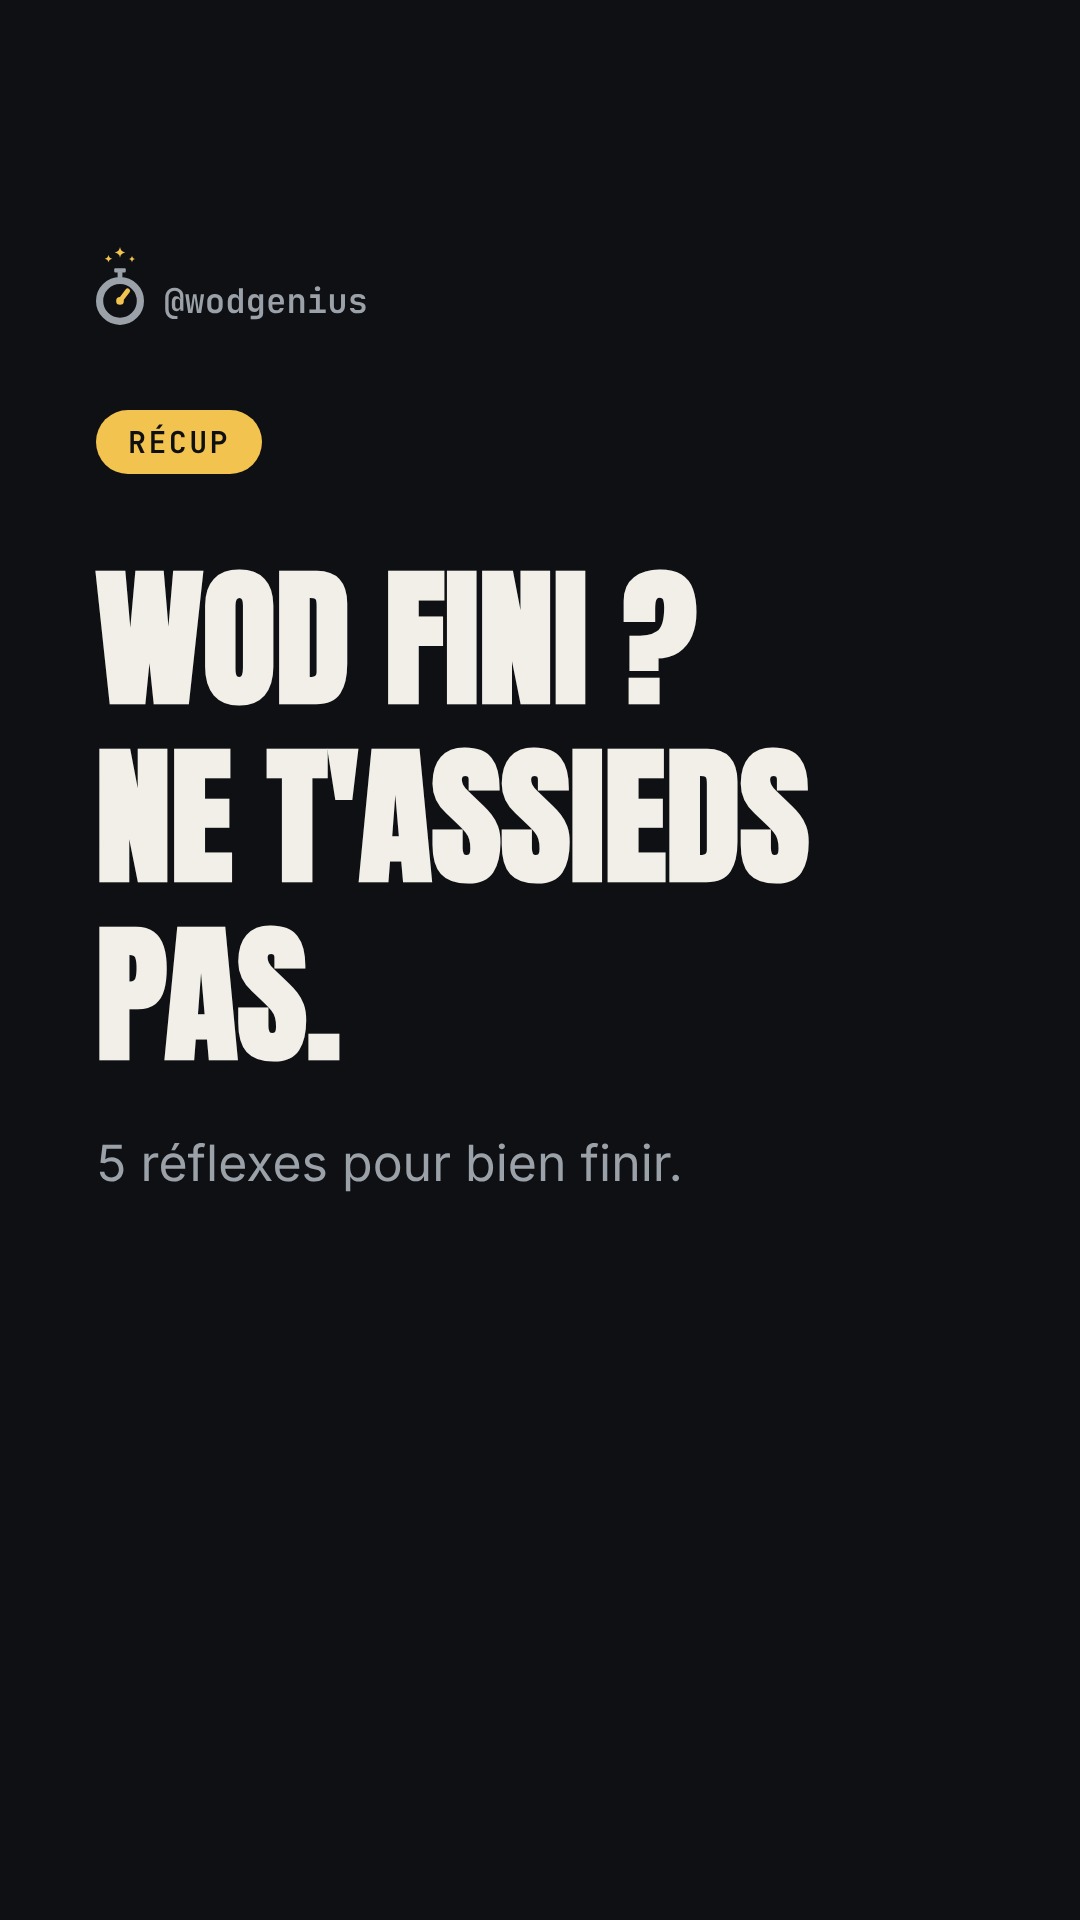 @wodgenius
RÉCUP
WOD FINI ?
NE T'ASSIEDS
PAS.
5 réflexes pour bien finir.